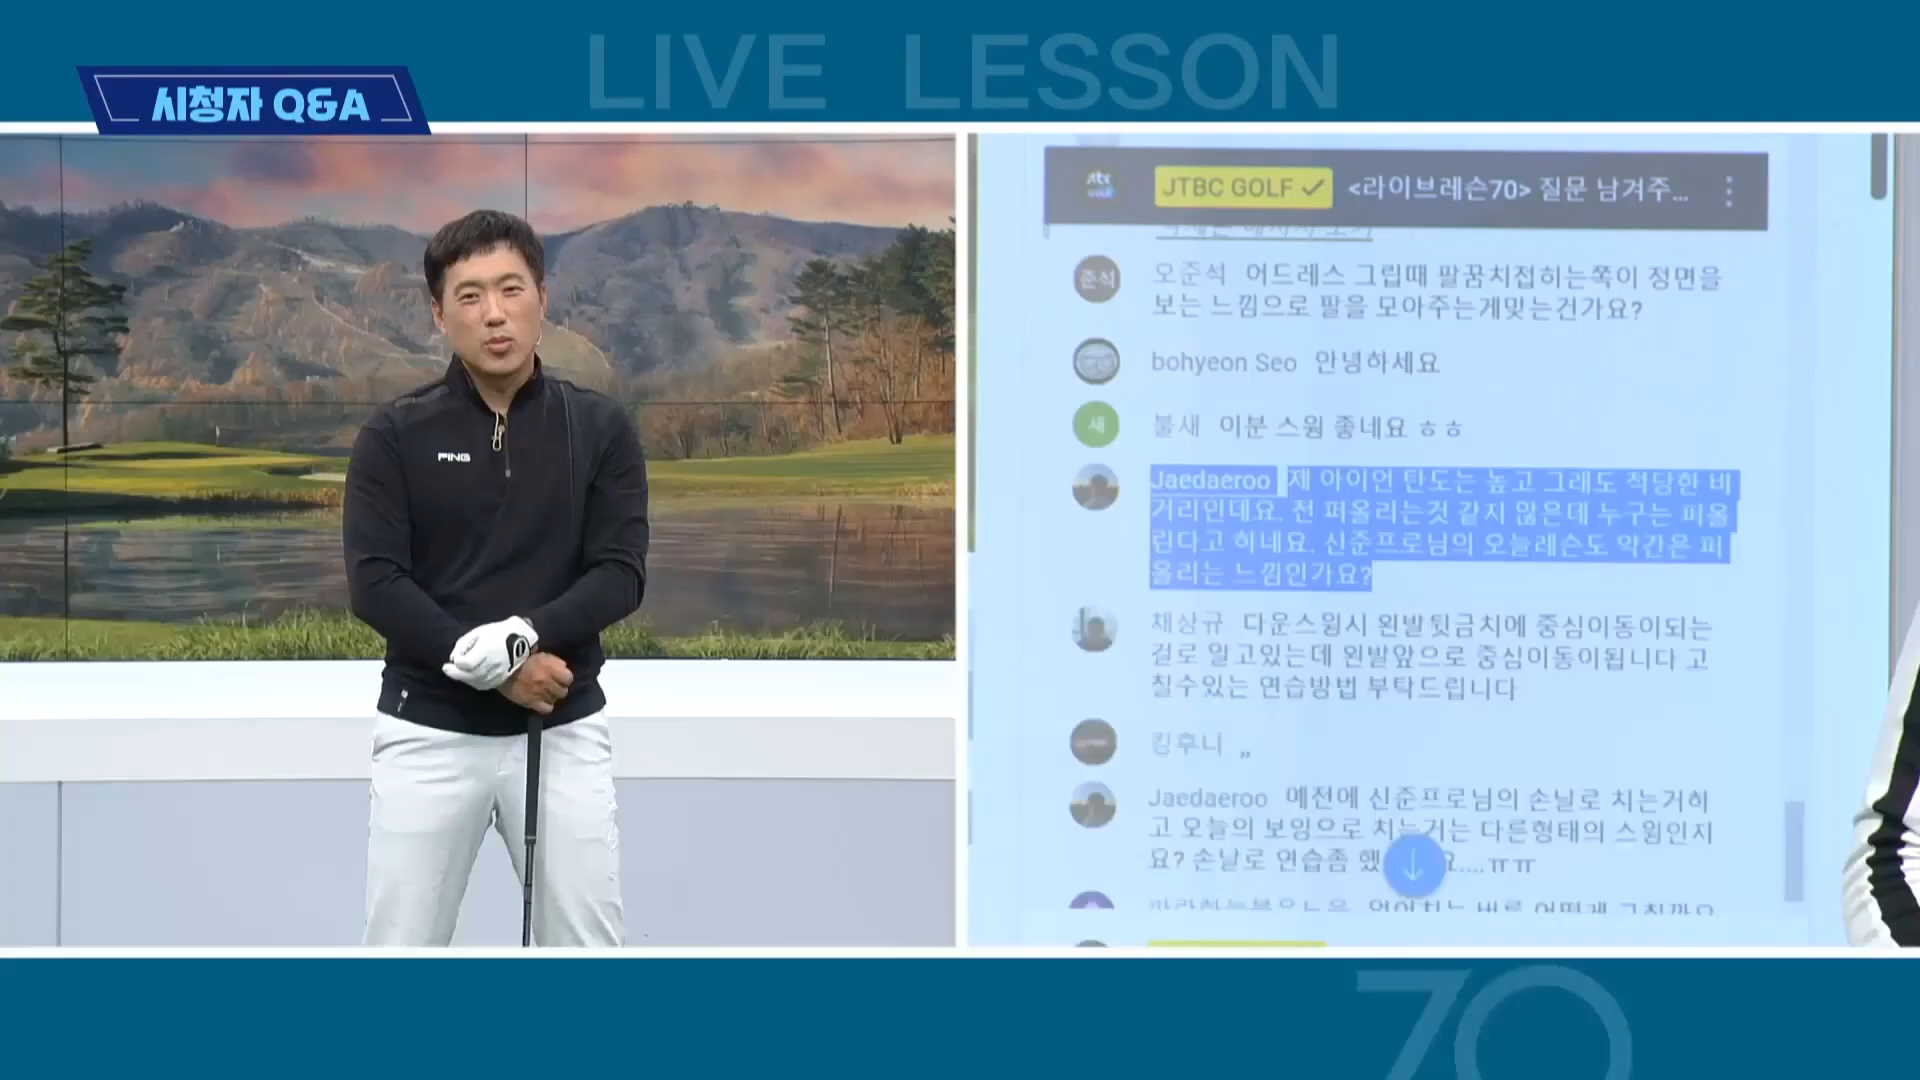 LIVE LESSON
시청자 Q&A
PING
JTBC GOLF ✓ <라이브레슨70> 질문 남겨주...
준석
오준석 어드레스 그립때 팔꿈치접히는쪽이 정면을
보는 느낌으로 팔을 모아주는게맞는건가요?
bohyeon Seo 안녕하세요
새
불새 이분 스윙 좋네요 ㅎㅎ
Jaedaeroo 제 아이언 탄도는 높고 그래도 적당한 비
거리인데요. 전 퍼올리는것 같지 않은데 누구는 퍼올
린다고 하네요. 신준프로님의 오늘레슨도 약간은 퍼
올리는 느낌인가요?
채상규 다운스윙시 왼발뒷금치에 중심이동이되는
걸로 알고있는데 왼발앞으로 중심이동이됩니다 고
칠수있는 연습방법 부탁드립니다
킹후니 ,,
Jaedaeroo 예전에 신준프로님의 손날로 치는거하
고 오늘의 보잉으로 치는거는 다른형태의 스윙인지
요? 손날로 연습좀 했 요....ㅠㅠ
70